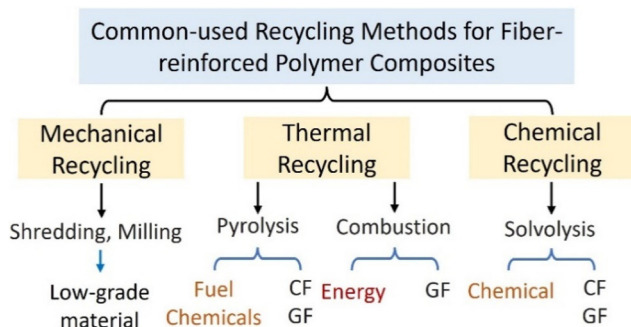 Common-used Recycling Methods for Fiber-
reinforced Polymer Composites
Mechanical
Recycling
Thermal
Recycling
Chemical
Recycling
Shredding, Milling
Pyrolysis
Combustion
Solvolysis
Low-grade
material
Fuel
Chemicals
CF
GF
Energy
GF
Chemical
CF
GF